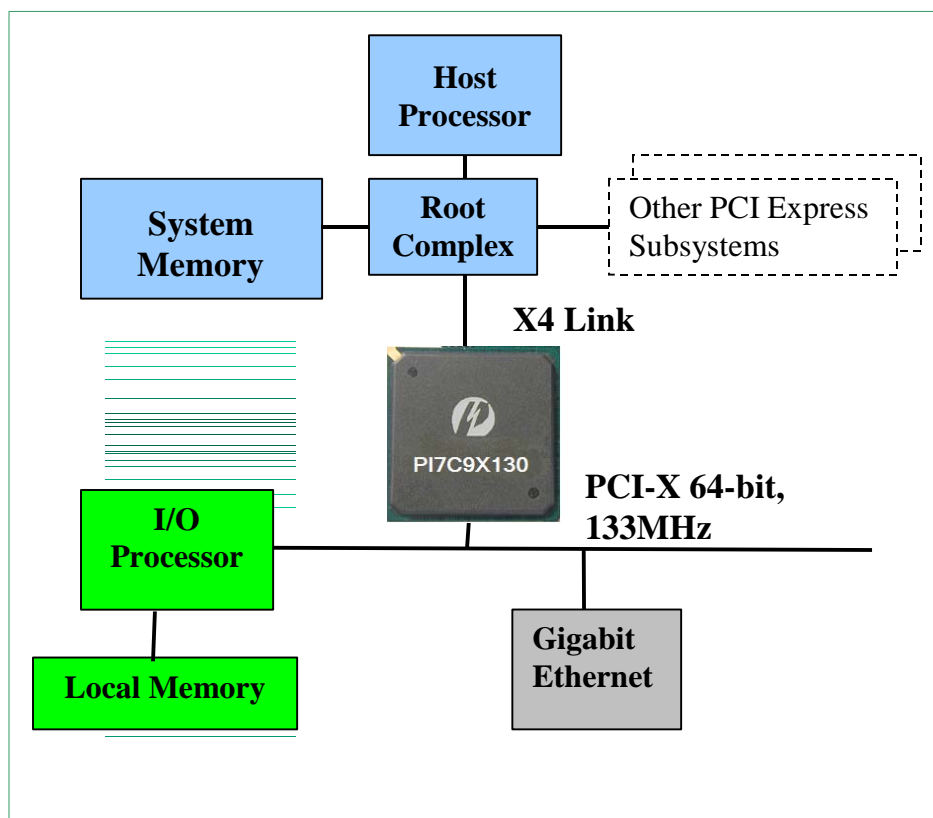 Host
Processor
System
Memory
Root
Complex
Other PCI Express
Subsystems
X4 Link
PI7C9X130
PCI-X 64-bit,
133MHz
I/O
Processor
Gigabit
Ethernet
Local Memory